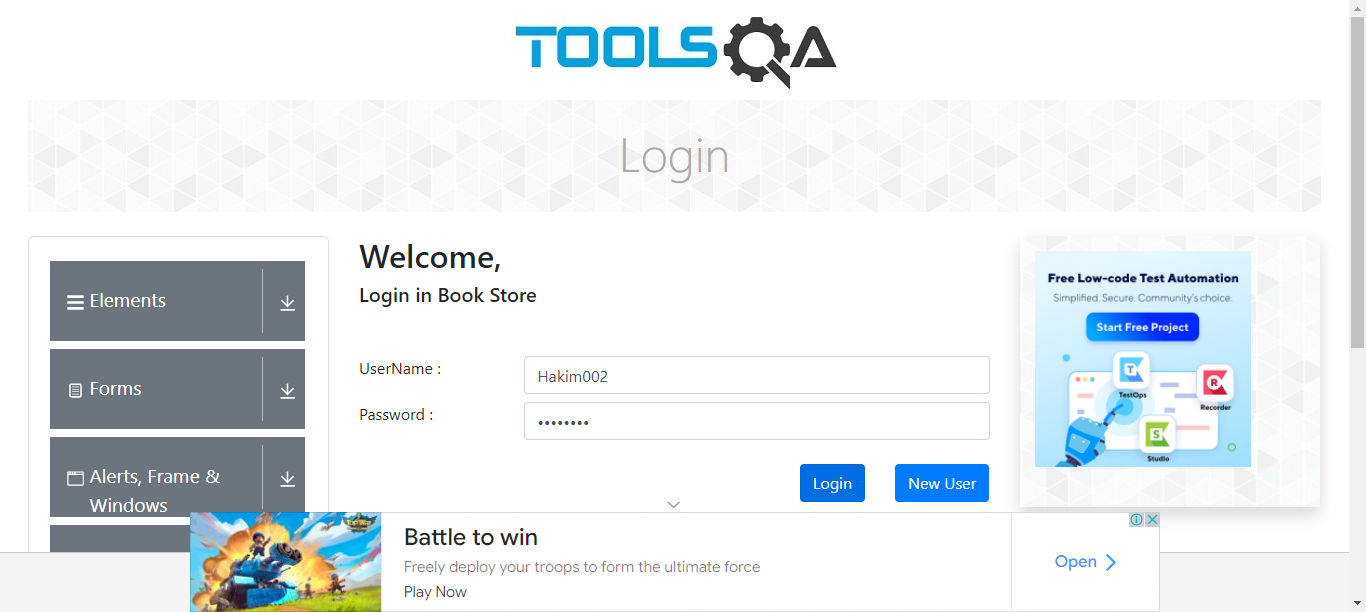 TOOLSQA
Login
Elements
Forms
Alerts, Frame &
Windows
Welcome,
Login in Book Store
UserName :
Hakim002
Password :
••••••••
Login
New User
Free Low-code Test Automation
Simplified. Secure. Community's choice.
Start Free Project
TestOps
Recorder
Studio
Battle to win
Freely deploy your troops to form the ultimate force
Play Now
Open